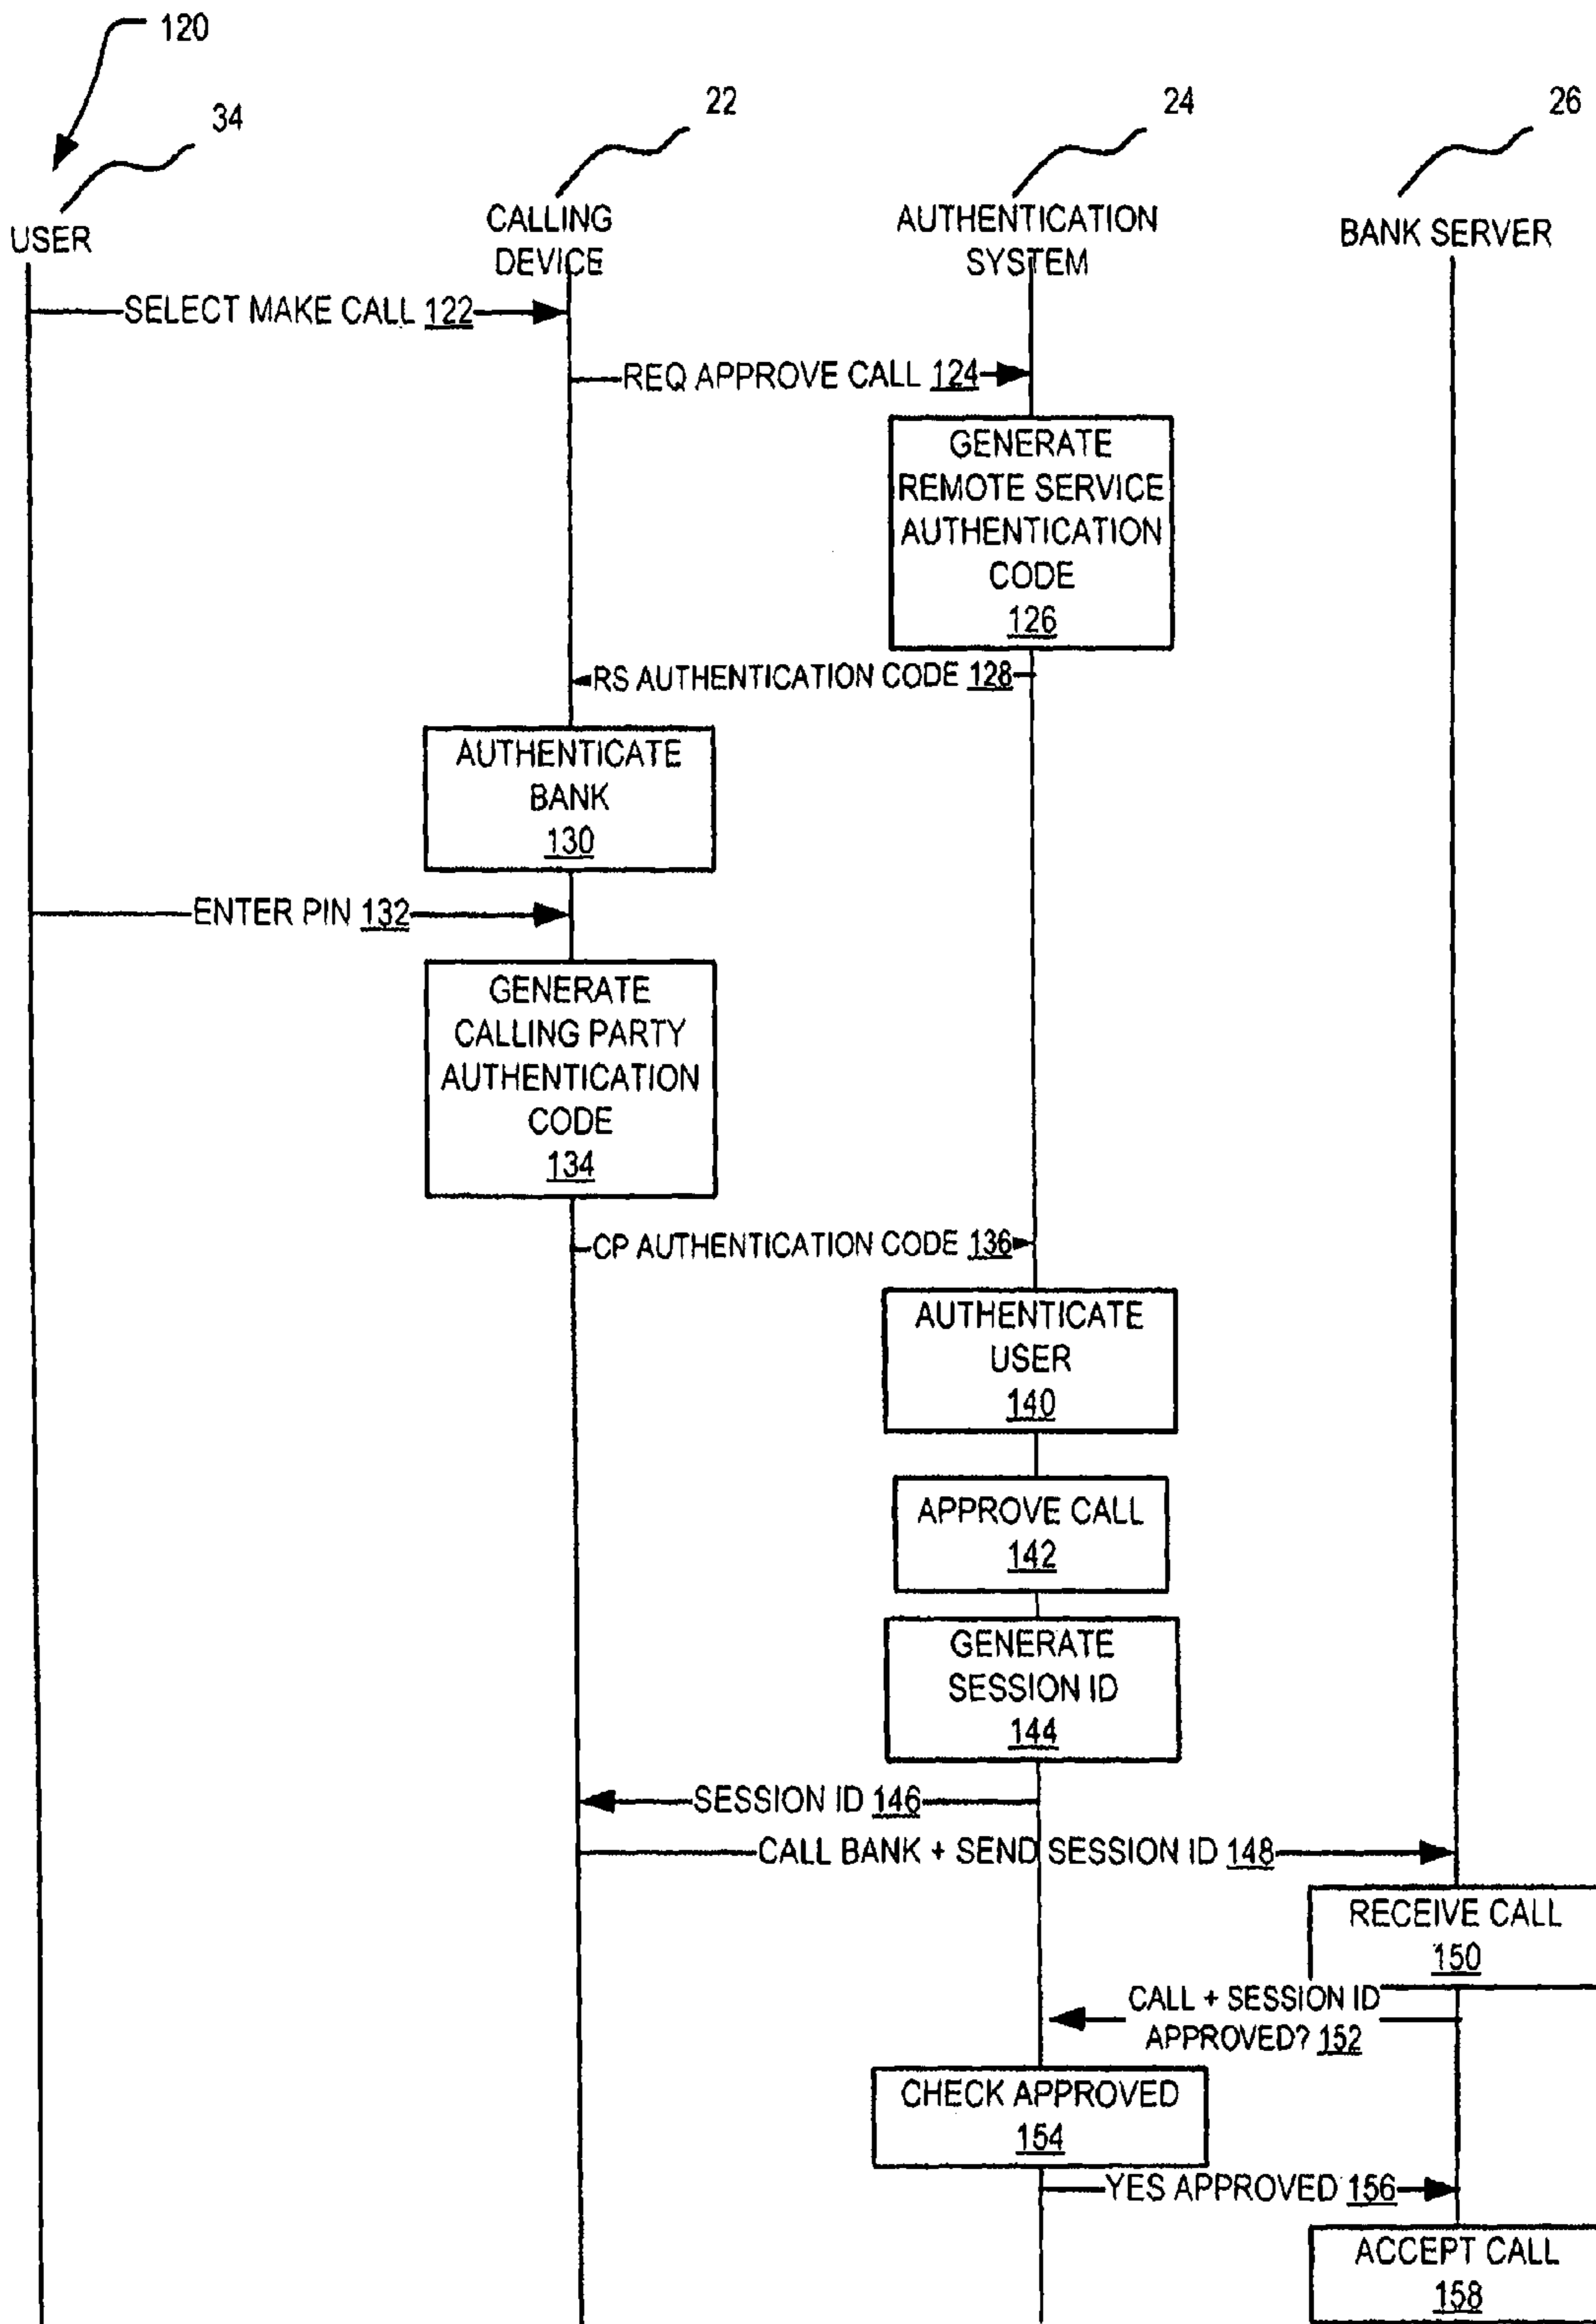 120
34
22
24
26
USER
CALLING
DEVICE
AUTHENTICATION
SYSTEM
BANK SERVER
SELECT MAKE CALL 122
REQ APPROVE CALL 124
GENERATE
REMOTE SERVICE
AUTHENTICATION
CODE
126
RS AUTHENTICATION CODE 128
AUTHENTICATE
BANK
130
ENTER PIN 132
GENERATE
CALLING PARTY
AUTHENTICATION
CODE
134
CP AUTHENTICATION CODE 136
AUTHENTICATE
USER
140
APPROVE CALL
142
GENERATE
SESSION ID
144
SESSION ID 146
CALL BANK + SEND SESSION ID 148
RECEIVE CALL
150
CALL + SESSION ID
APPROVED? 152
CHECK APPROVED
154
YES APPROVED 156
ACCEPT CALL
158